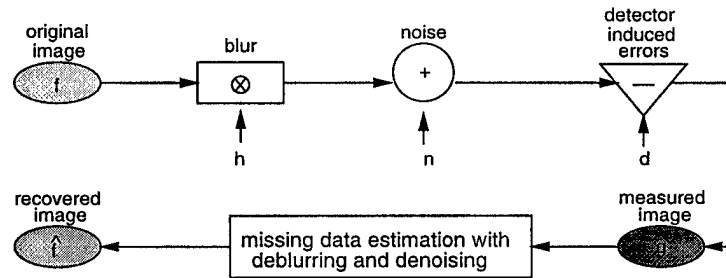 original
image
blur
noise
detector
induced
errors
f
⊗
+
—
h
n
d
recovered
image
measured
image
f̂
missing data estimation with
deblurring and denoising